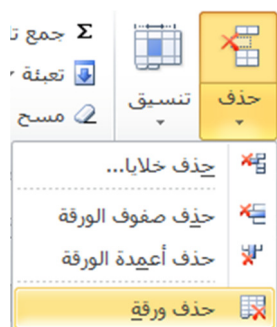 حذف
تنسيق
Σ جمع
تعبئة
مسح
حذف خلايا...
حذف صفوف الورقة
حذف أعمدة الورقة
حذف ورقة